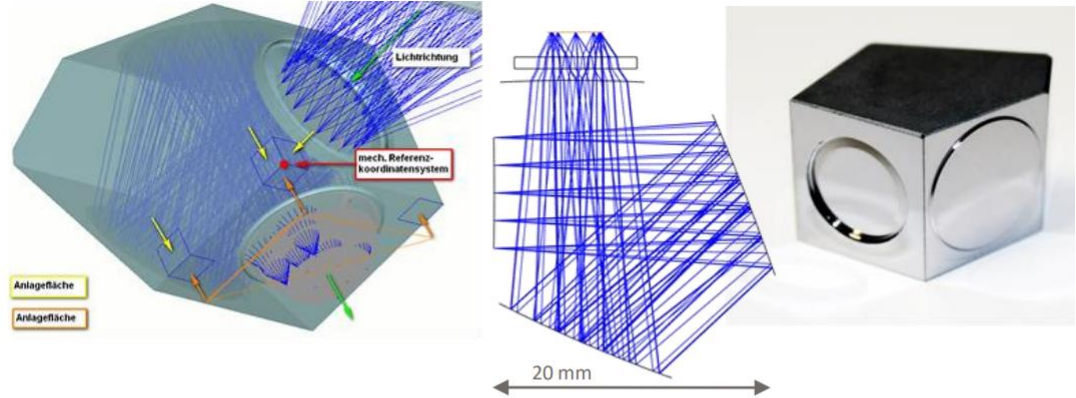 Lichtrichtung
mech. Referenz-
koordinatensystem
Anlagefläche
Anlagefläche
20 mm